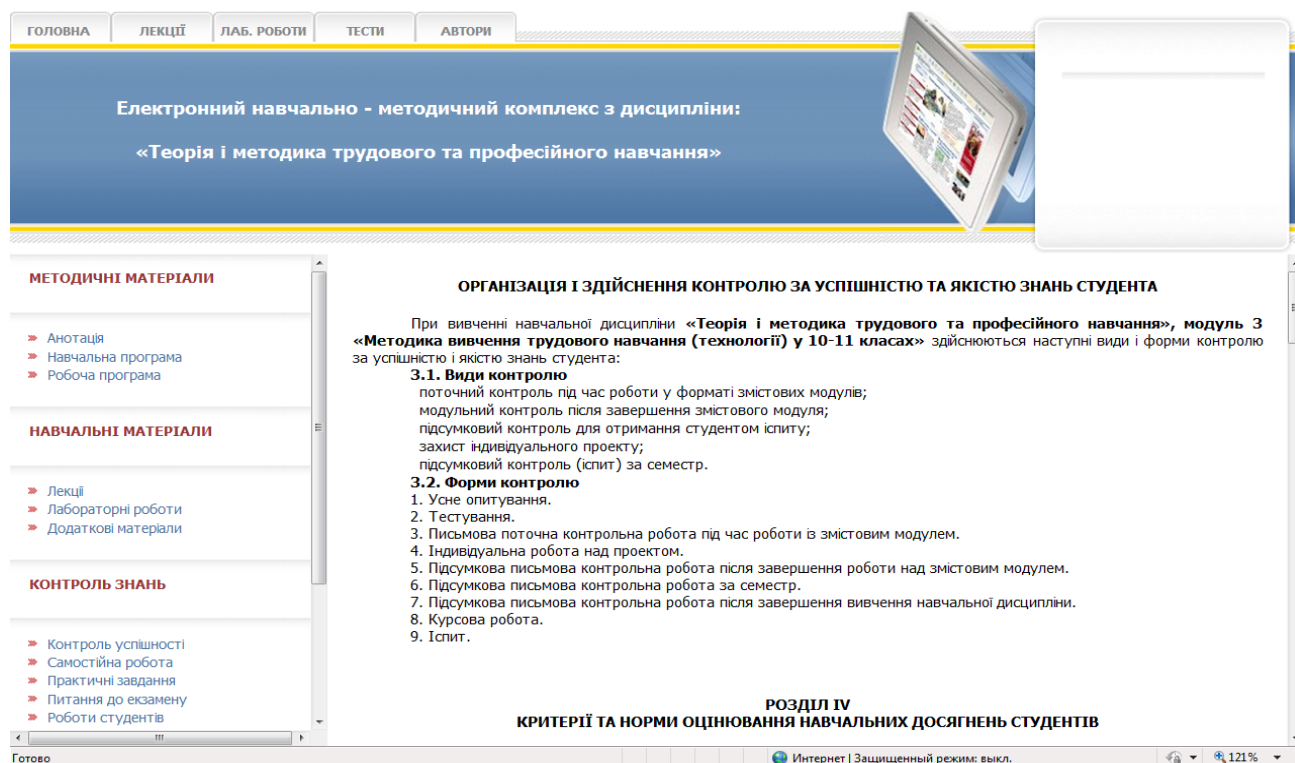 ГОЛОВНА ЛЕКЦІЇ ЛАБ. РОБОТИ ТЕСТИ АВТОРИ
Електронний навчально - методичний комплекс з дисципліни:
«Теорія і методика трудового та професійного навчання»
МЕТОДИЧНІ МАТЕРІАЛИ
Анотація
Навчальна програма
Робоча програма
НАВЧАЛЬНІ МАТЕРІАЛИ
Лекції
Лабораторні роботи
Додаткові матеріали
КОНТРОЛЬ ЗНАНЬ
Контроль успішності
Самостійна робота
Практичні завдання
Питання до екзамену
Роботи студентів
ОРГАНІЗАЦІЯ І ЗДІЙСНЕННЯ КОНТРОЛЮ ЗА УСПІШНІСТЮ ТА ЯКІСТЮ ЗНАНЬ СТУДЕНТА
При вивченні навчальної дисципліни «Теорія і методика трудового та професійного навчання», модуль 3
«Методика вивчення трудового навчання (технології) у 10-11 класах» здійснюються наступні види і форми контролю
за успішністю і якістю знань студента:
3.1. Види контролю
поточний контроль під час роботи у форматі змістових модулів;
модульний контроль після завершення змістового модуля;
підсумковий контроль для отримання студентом іспиту;
захист індивідуального проекту;
підсумковий контроль (іспит) за семестр.
3.2. Форми контролю
1. Усне опитування.
2. Тестування.
3. Письмова поточна контрольна робота під час роботи із змістовим модулем.
4. Індивідуальна робота над проектом.
5. Підсумкова письмова контрольна робота після завершення роботи над змістовим модулем.
6. Підсумкова письмова контрольна робота за семестр.
7. Підсумкова письмова контрольна робота після завершення вивчення навчальної дисципліни.
8. Курсова робота.
9. Іспит.
РОЗДІЛ IV
КРИТЕРІЇ ТА НОРМИ ОЦІНЮВАННЯ НАВЧАЛЬНИХ ДОСЯГНЕНЬ СТУДЕНТІВ
Готово Интернет | Защищенный режим: выкл. 121%